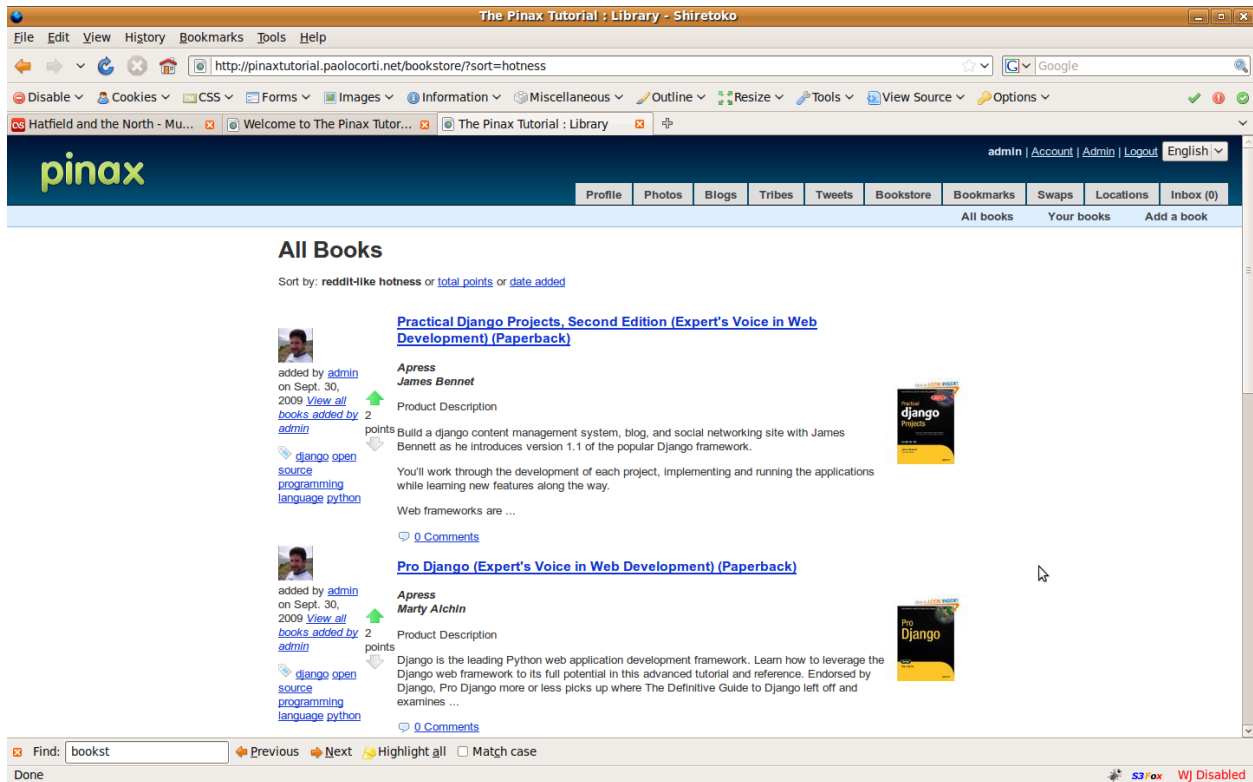 The Pinax Tutorial : Library - Shiretoko
File Edit View History Bookmarks Tools Help
http://pinaxtutorial.paolocorti.net/bookstore/?sort=hotness
G Google
Disable Cookies CSS Forms Images Information Miscellaneous Outline Resize Tools View Source Options
os Hatfield and the North - Mu... Welcome to The Pinax Tutor... The Pinax Tutorial : Library
pinax
admin | Account | Admin | Logout English
Profile Photos Blogs Tribes Tweets Bookstore Bookmarks Swaps Locations Inbox (0)
All books Your books Add a book
All Books
Sort by: reddit-like hotness or total points or date added
added by admin
on Sept. 30,
2009 View all
books added by
admin
django open
source
programming
language python
2
points
Practical Django Projects, Second Edition (Expert's Voice in Web
Development) (Paperback)
Apress
James Bennet
Product Description
Build a django content management system, blog, and social networking site with James
Bennett as he introduces version 1.1 of the popular Django framework.
You'll work through the development of each project, implementing and running the applications
while learning new features along the way.
Web frameworks are ...
0 Comments
LOOK INSIDE!
Practical
django
Projects
added by admin
on Sept. 30,
2009 View all
books added by
admin
django open
source
programming
language python
2
points
Pro Django (Expert's Voice in Web Development) (Paperback)
Apress
Marty Alchin
Product Description
Django is the leading Python web application development framework. Learn how to leverage the
Django web framework to its full potential in this advanced tutorial and reference. Endorsed by
Django, Pro Django more or less picks up where The Definitive Guide to Django left off and
examines ...
0 Comments
LOOK INSIDE!
Pro
Django
Find: bookst Previous Next Highlight all Match case
Done
S3Fox WJ Disabled